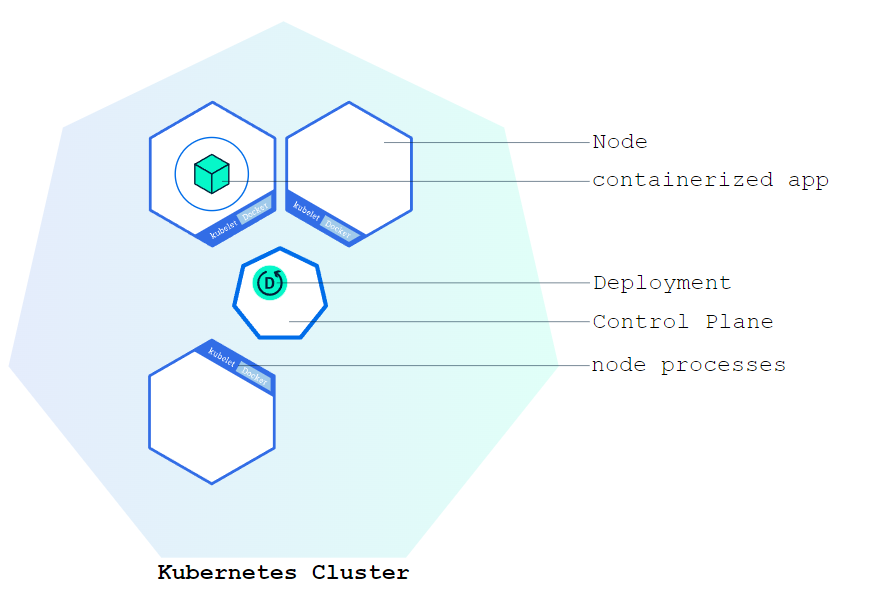 Node
containerized app
kubelet Docker
kubelet Docker
D
Deployment
Control Plane
kubelet Docker
node processes
Kubernetes Cluster